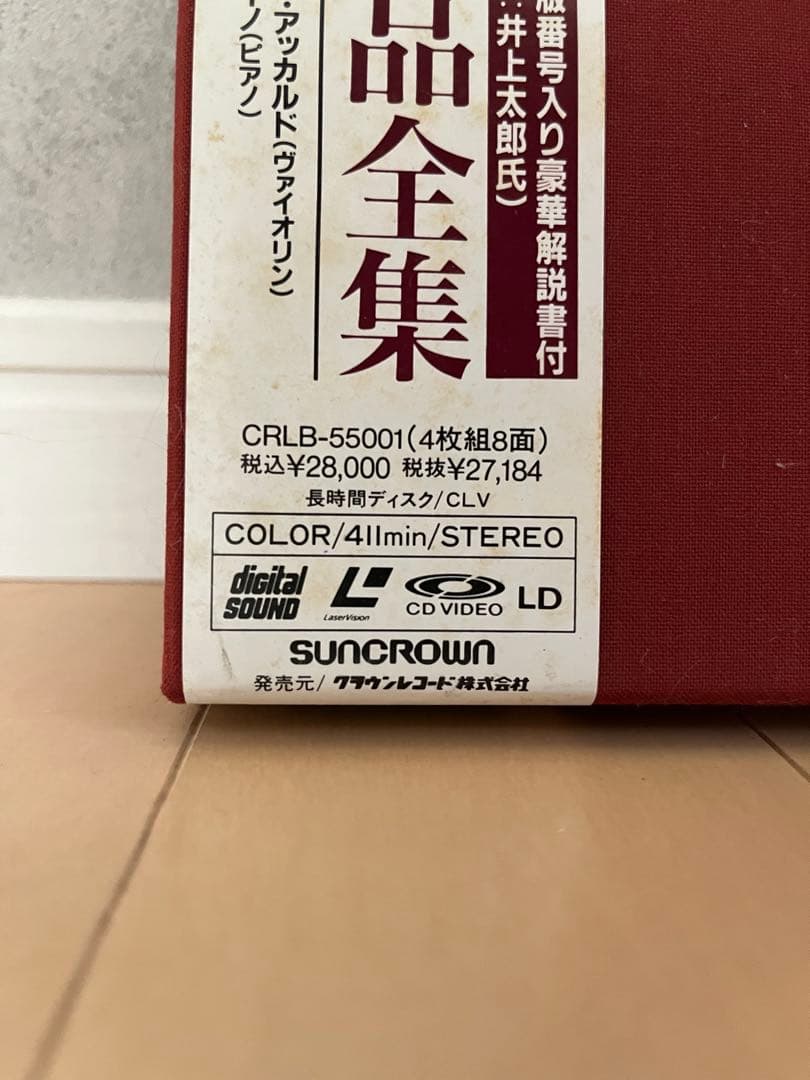 版番号入り豪華解説書付
:井上太郎氏)
品全集
・アッカルド(ヴァイオリン)
ーノ(ピアノ)
CRLB-55001(4枚組8面)
税込¥28,000 税抜¥27,184
長時間ディスク/CLV
COLOR/411min/STEREO
digital SOUND LaserVision CD VIDEO LD
SUNCROWN
発売元/クラウンレコード株式会社